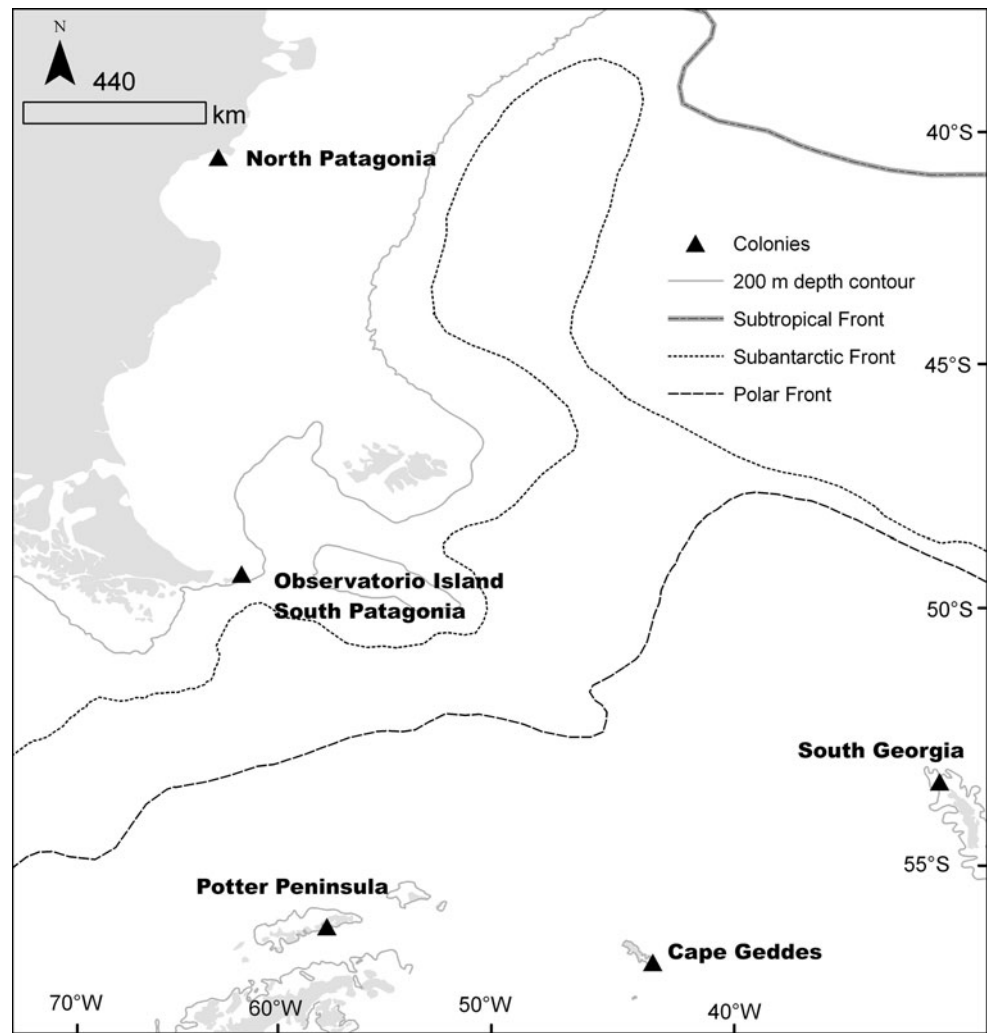 N
440
km
North Patagonia
40°S
Colonies
200 m depth contour
Subtropical Front
Subantarctic Front
Polar Front
45°S
Observatorio Island
South Patagonia
50°S
South Georgia
55°S
Potter Peninsula
Cape Geddes
70°W
60°W
50°W
40°W